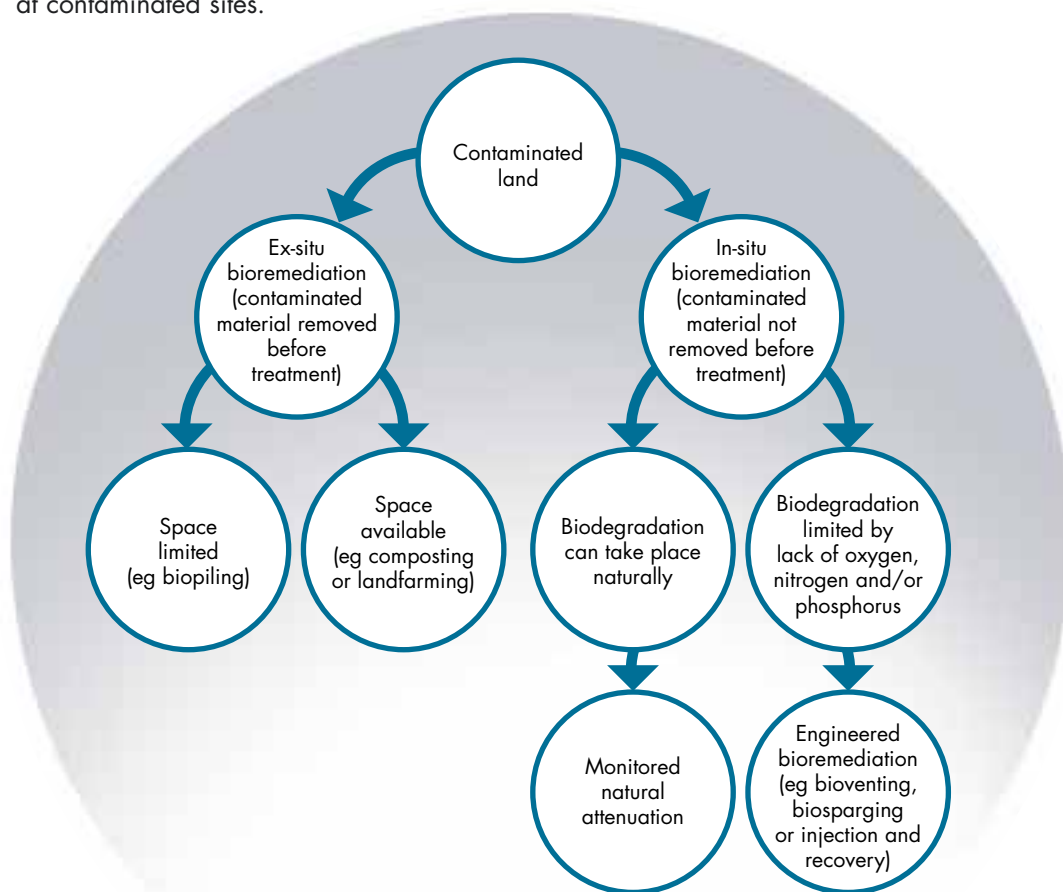 at contaminated sites.
Contaminated
land
Ex-situ
bioremediation
(contaminated
material removed
before
treatment)
In-situ
bioremediation
(contaminated
material not
removed before
treatment)
Space
limited
(eg biopiling)
Space
available
(eg composting
or landfarming)
Biodegradation
can take place
naturally
Biodegradation
limited by
lack of oxygen,
nitrogen and/or
phosphorus
Monitored
natural
attenuation
Engineered
bioremediation
(eg bioventing,
biosparging
or injection and
recovery)